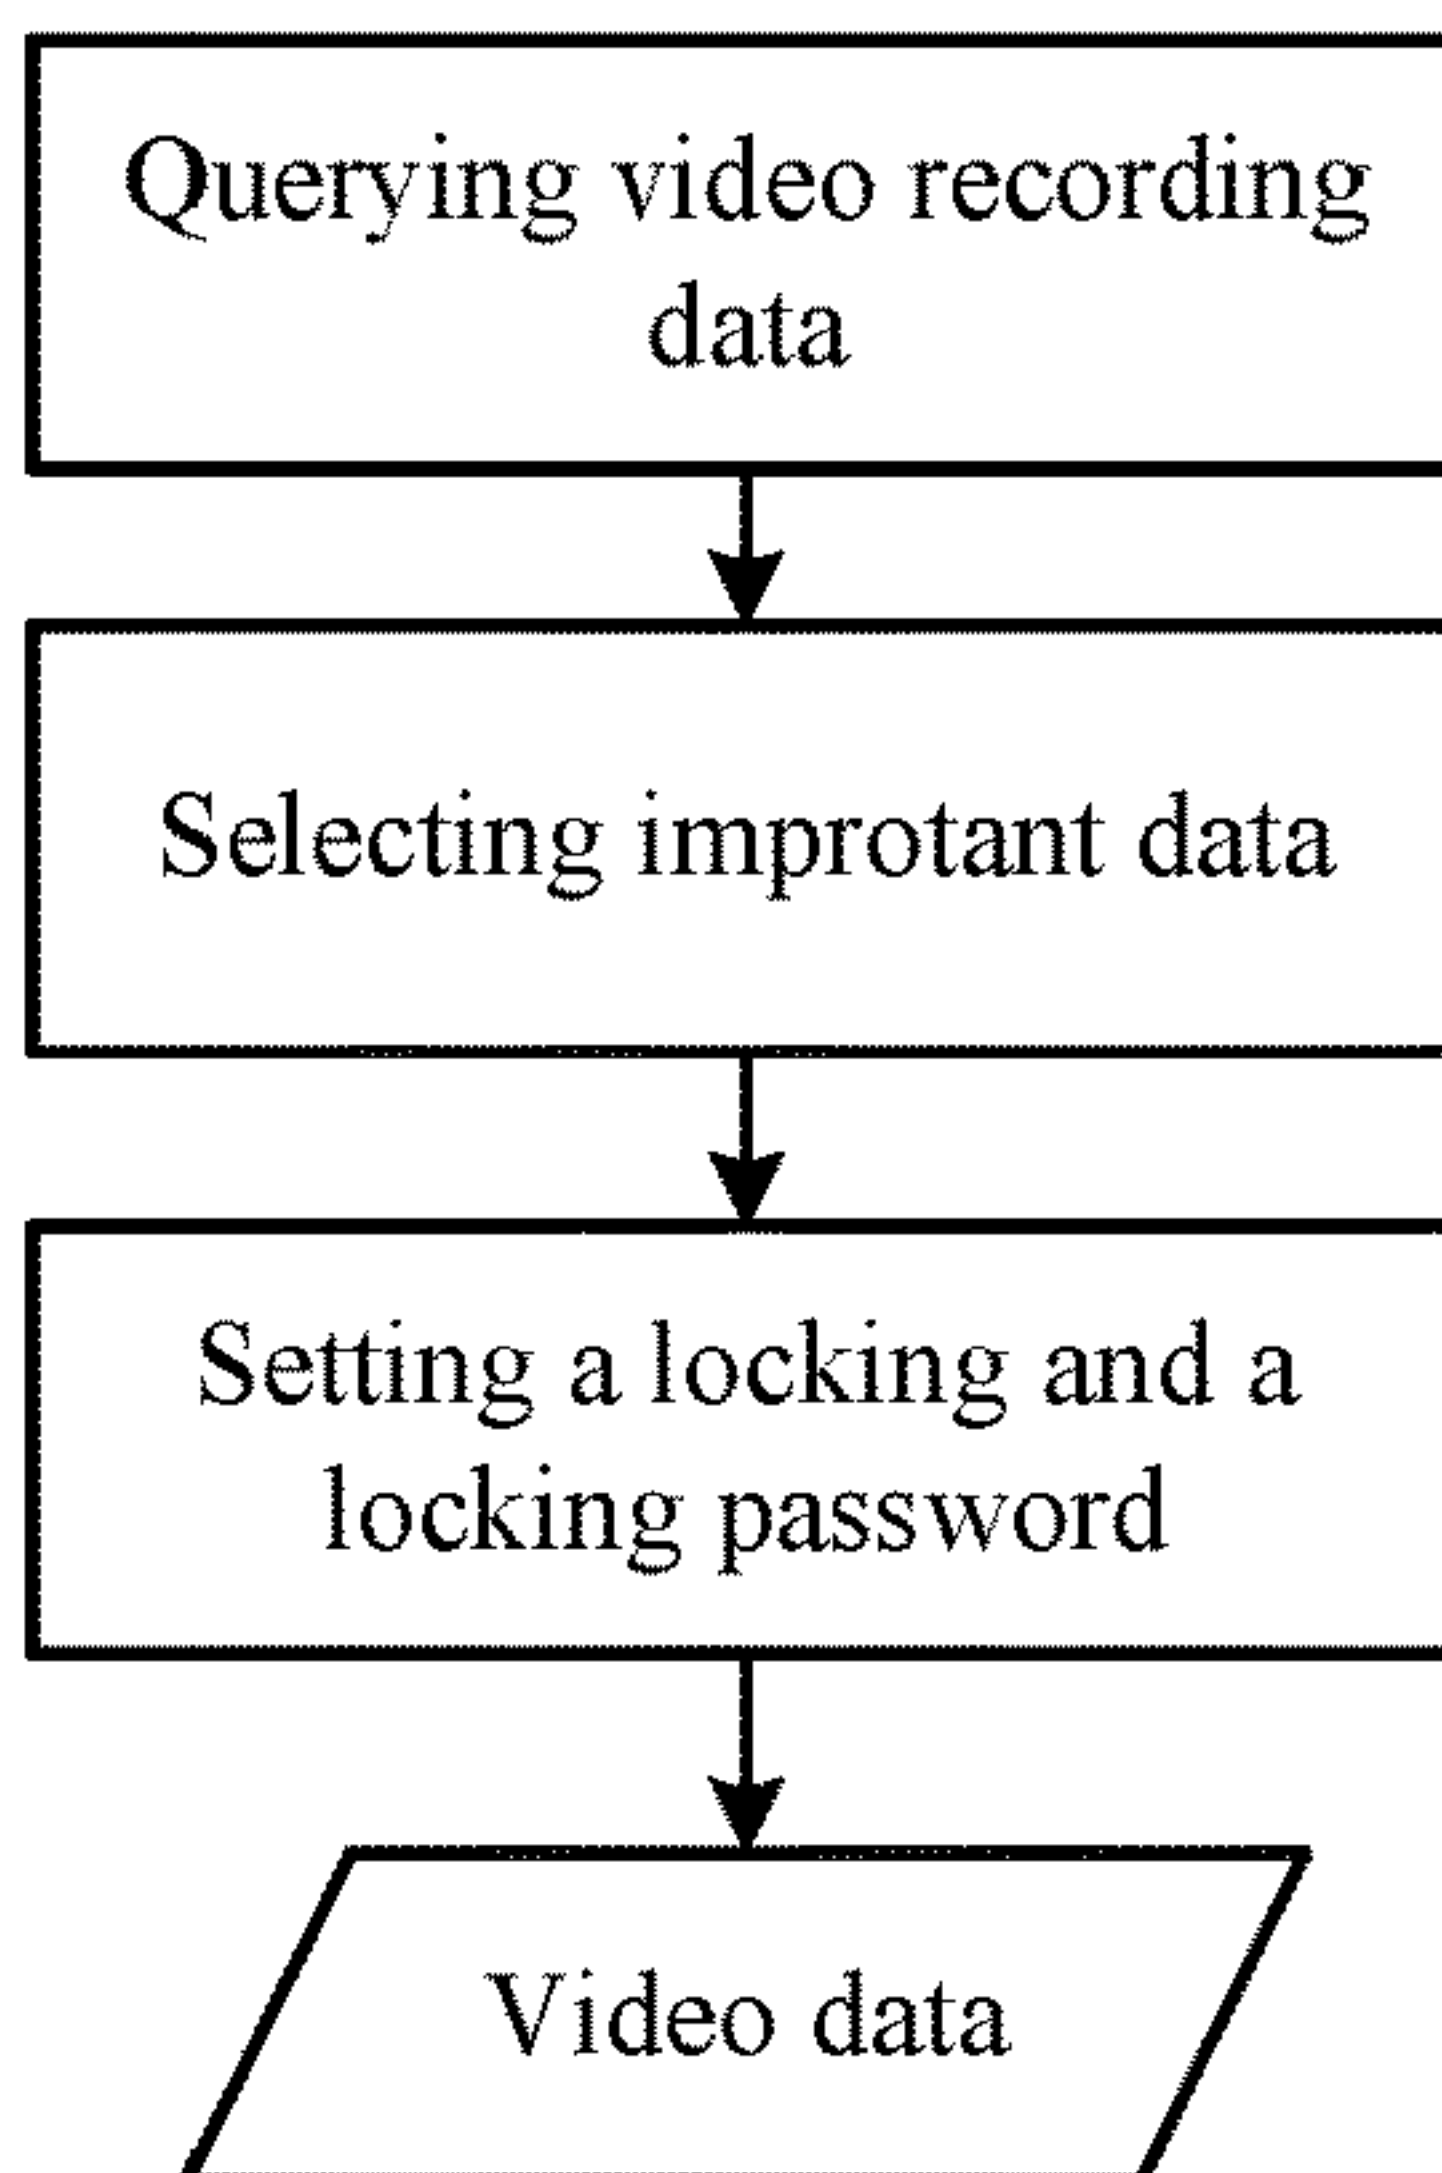 Querying video recording
data
Selecting improtant data
Setting a locking and a
locking password
Video data